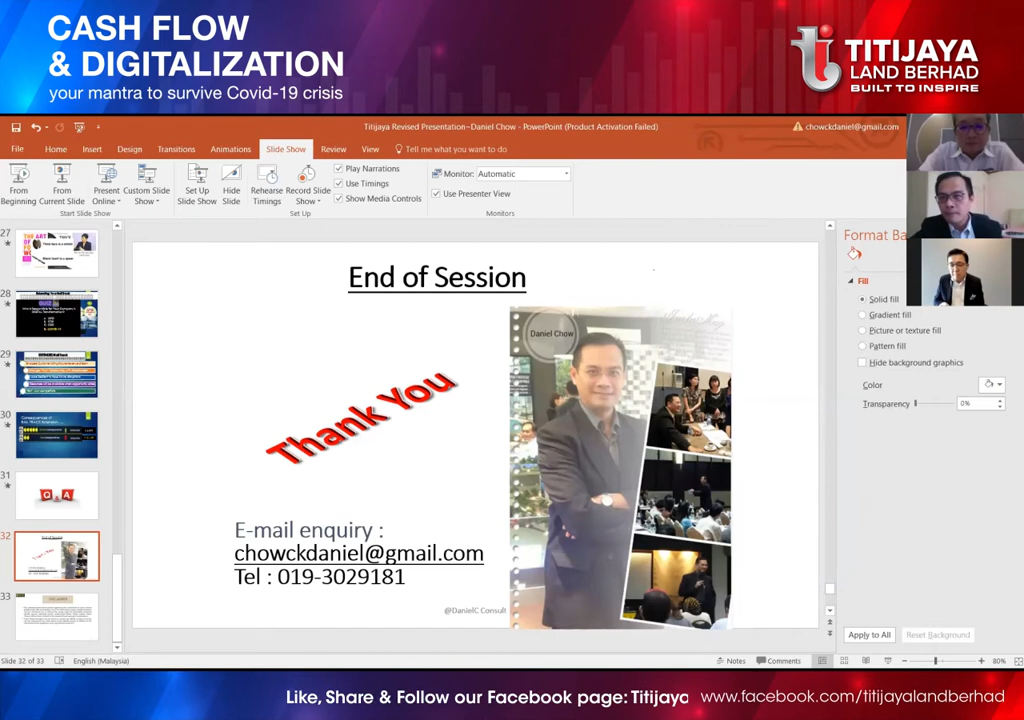 CASH FLOW
& DIGITALIZATION
your mantra to survive Covid-19 crisis
TITIJAYA
LAND BERHAD
BUILT TO INSPIRE
Titijaya Revised Presentation~Daniel Chow - PowerPoint (Product Activation Failed)
chowckdaniel@gmail.com
File Home Insert Design Transitions Animations Slide Show Review View Tell me what you want to do
From Beginning
From Current Slide
Present Online
Custom Slide Show
Start Slide Show
Set Up Slide Show
Hide Slide
Rehearse Timings
Record Slide Show
Set Up
Play Narrations
Use Timings
Show Media Controls
Monitor: Automatic
Use Presenter View
Monitors
27
28
29
30
31
Q A
32
33
End of Session
Daniel Chow
Thank You
E-mail enquiry :
chowckdaniel@gmail.com
Tel : 019-3029181
@DanielC Consult
Format Ba
Fill
Solid fill
Gradient fill
Picture or texture fill
Pattern fill
Hide background graphics
Color
Transparency 0%
Apply to All Reset Background
Slide 32 of 33 English (Malaysia) Notes Comments 80%
Like, Share & Follow our Facebook page: Titijaya www.facebook.com/titijayalandberhad